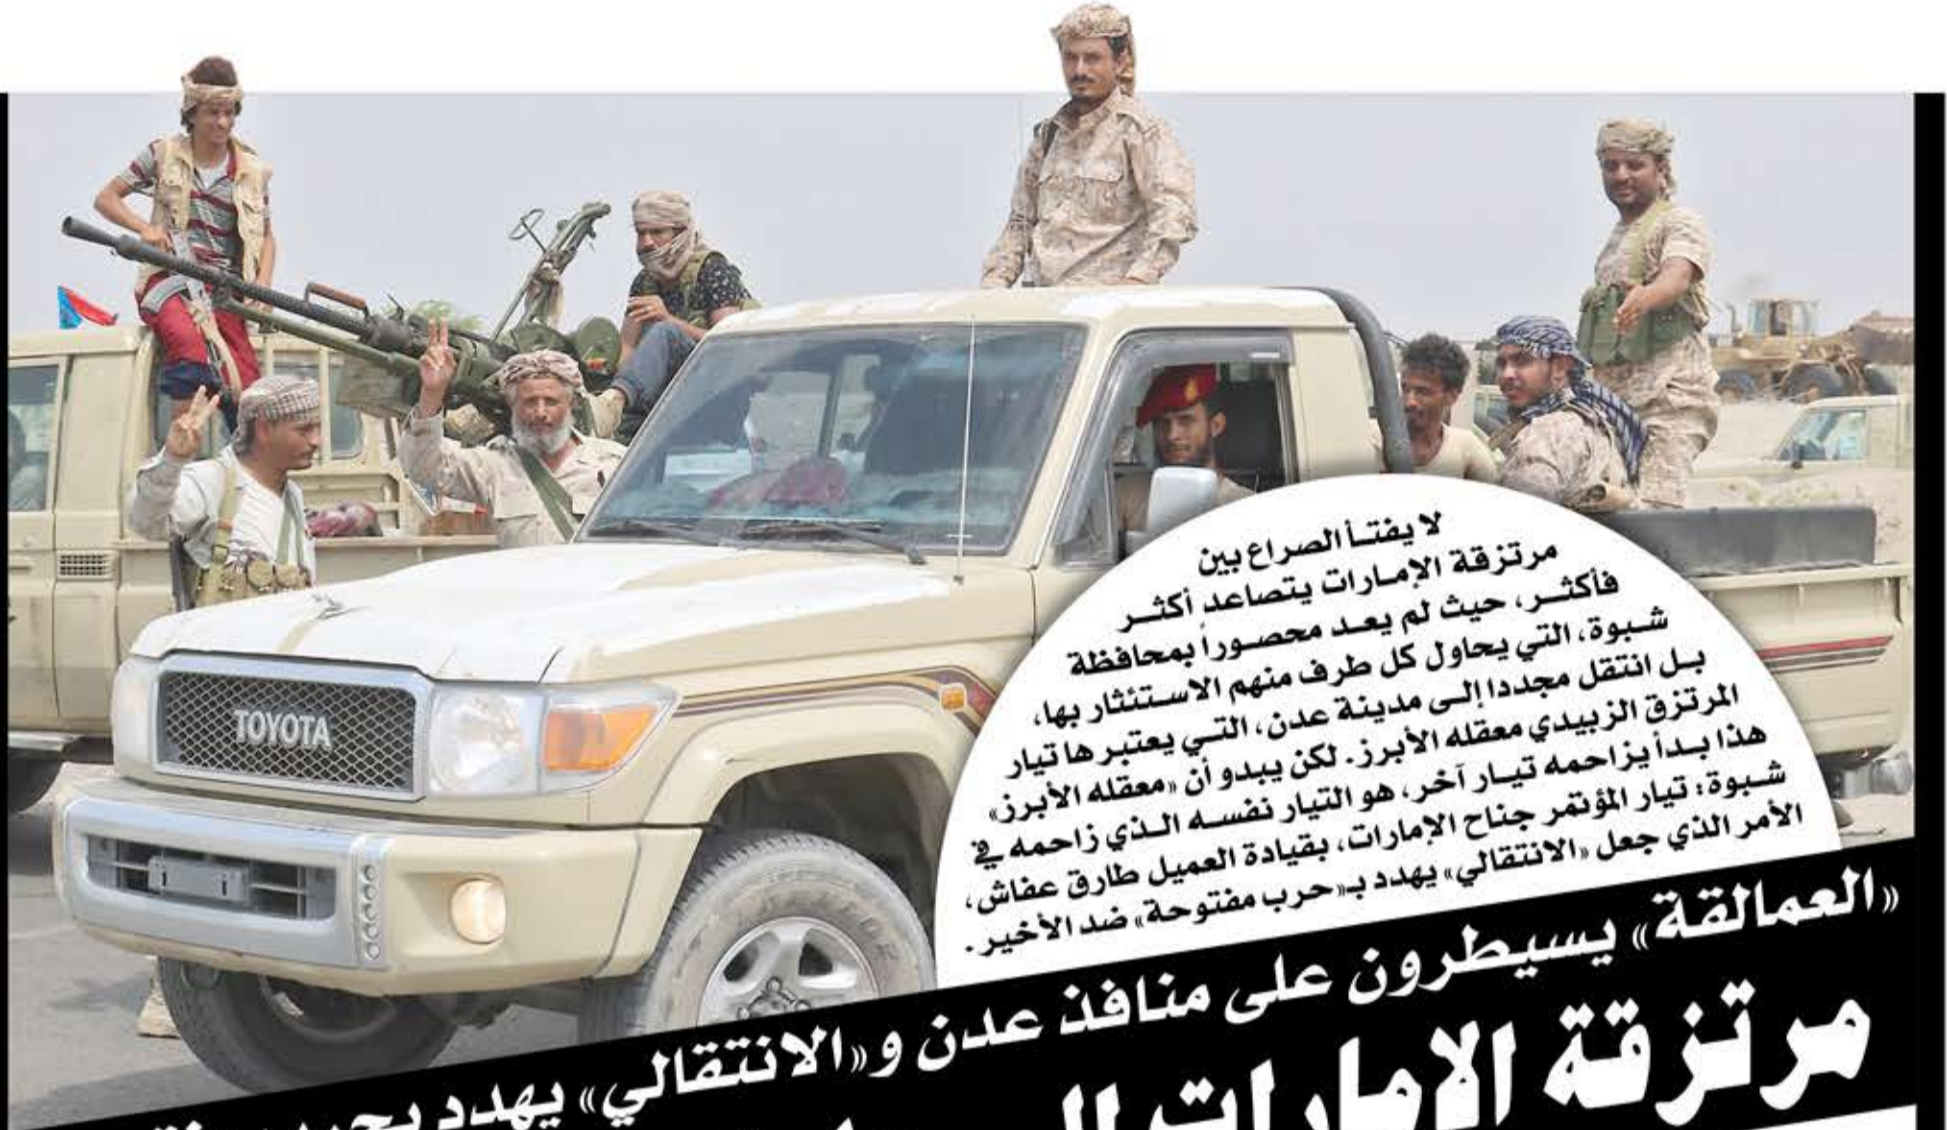 TOYOTA
لا يفتأ الصراع بين
مرتزقة الإمارات يتصاعد أكثر
فأكثر، حيث لم يعد محصوراً بمحافظة
شبوة، التي يحاول كل طرف منهم الاستئثار بها،
بل انتقل مجددا إلى مدينة عدن، التي يعتبرها تيار
المرتزق الزبيدي معقله الأبرز. لكن يبدو أن «معقله الأبرز»
هذا بدأ يزاحمه تيار آخر، هو التيار نفسه الذي زاحمه في
شبوة: تيار المؤتمر جناح الإمارات، بقيادة العميل طارق عفاش،
الأمر الذي جعل «الانتقالي» يهدد بـ«حرب مفتوحة» ضد الأخير.
«العمالقة» يسيطرون على منافذ عدن و«الانتقالي» يهدد
مرتزقة الإمارات